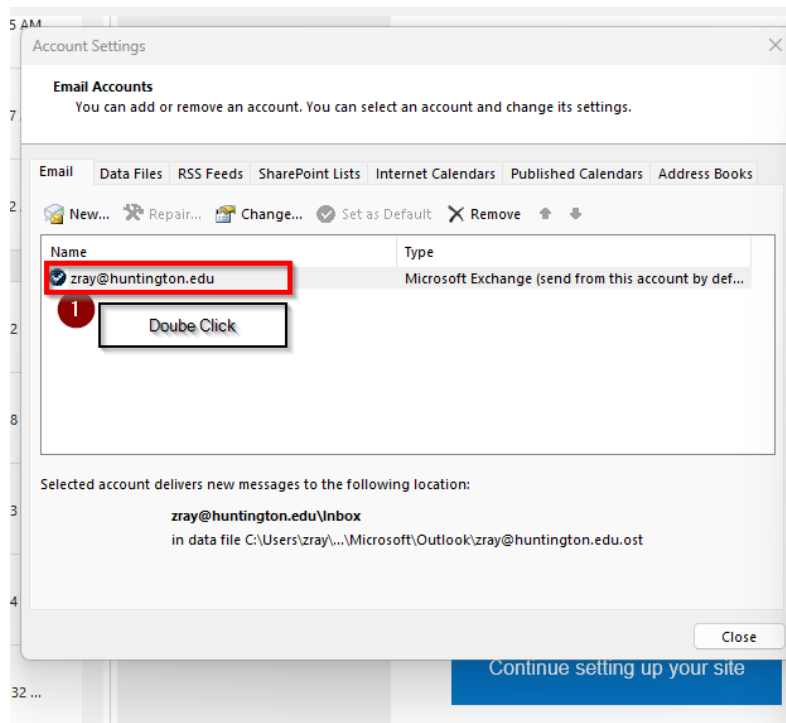 5 AM
Account Settings
Email Accounts
You can add or remove an account. You can select an account and change its settings.
7
Email Data Files RSS Feeds SharePoint Lists Internet Calendars Published Calendars Address Books
2
New... Repair... Change... Set as Default Remove
Name Type
zray@huntington.edu Microsoft Exchange (send from this account by def...
1
Doube Click
2
8
Selected account delivers new messages to the following location:
3
zray@huntington.edu\Inbox
in data file C:\Users\zray\...\Microsoft\Outlook\zray@huntington.edu.ost
4
Close
Continue setting up your site
32 ...